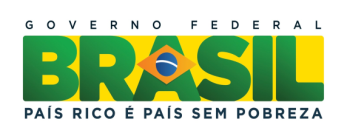 GOVERNO FEDERAL
BRASIL
PAÍS RICO É PAÍS SEM POBREZA